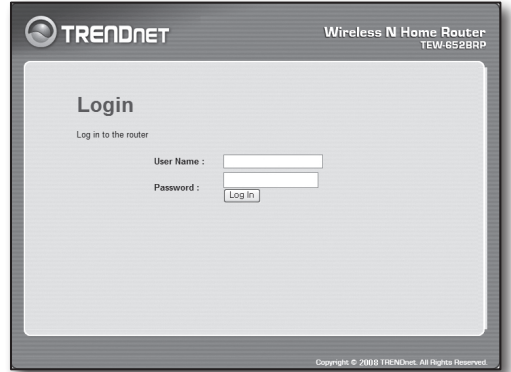 TRENDNET
Wireless N Home Router
TEW-652BRP
Login
Log in to the router
User Name :
Password :
Log In
Copyright © 2008 TRENDnet. All Rights Reserved.